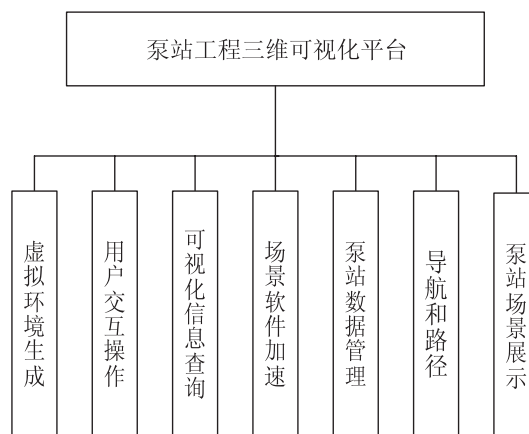 泵站工程三维可视化平台
虚拟环境生成
用户交互操作
可视化信息查询
场景软件加速
泵站数据管理
导航和路径
泵站场景展示